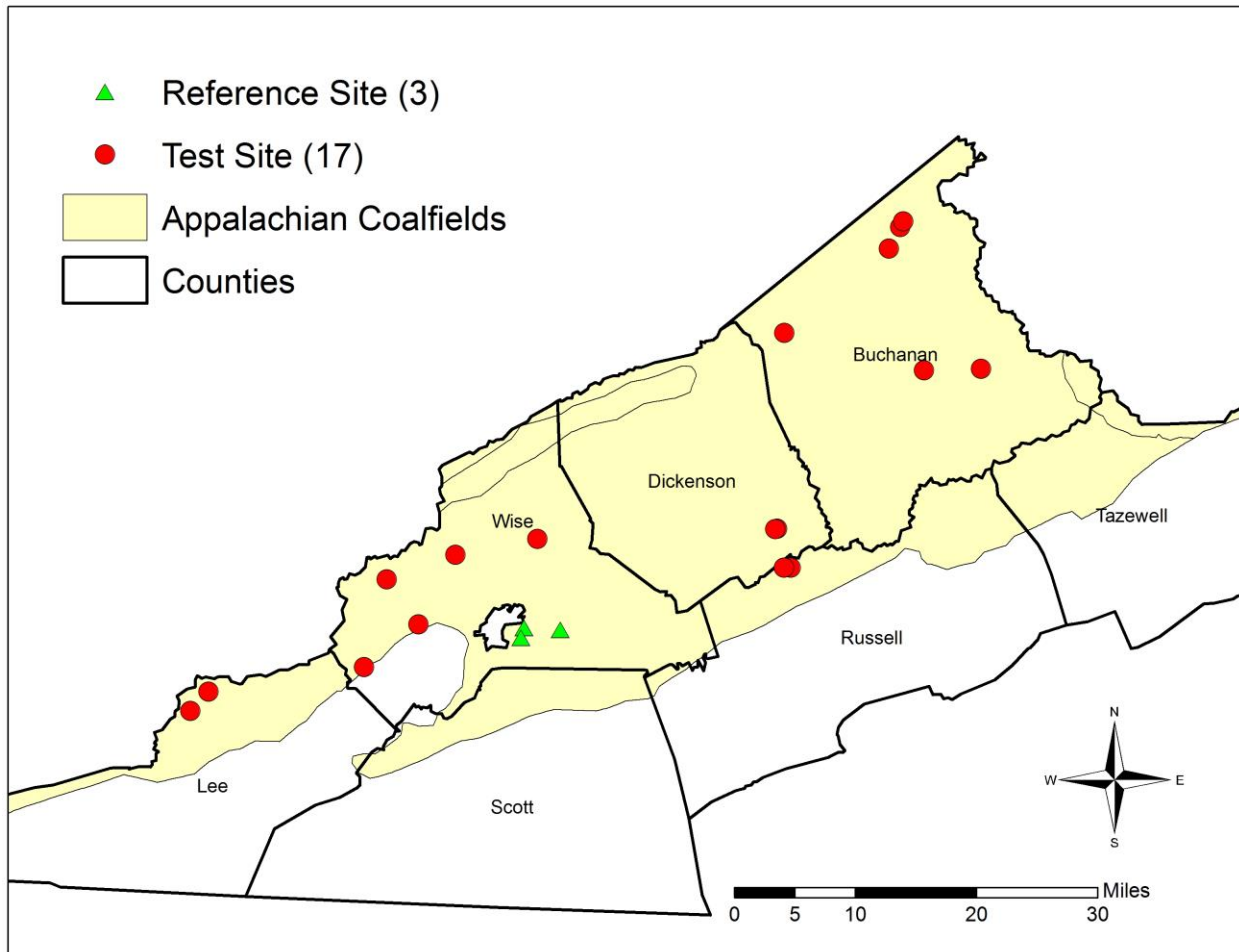 Reference Site (3)
Test Site (17)
Appalachian Coalfields
Counties
Buchanan
Dickenson
Wise
Tazewell
Russell
Lee
Scott
N
W E
S
Miles
0 5 10 20 30